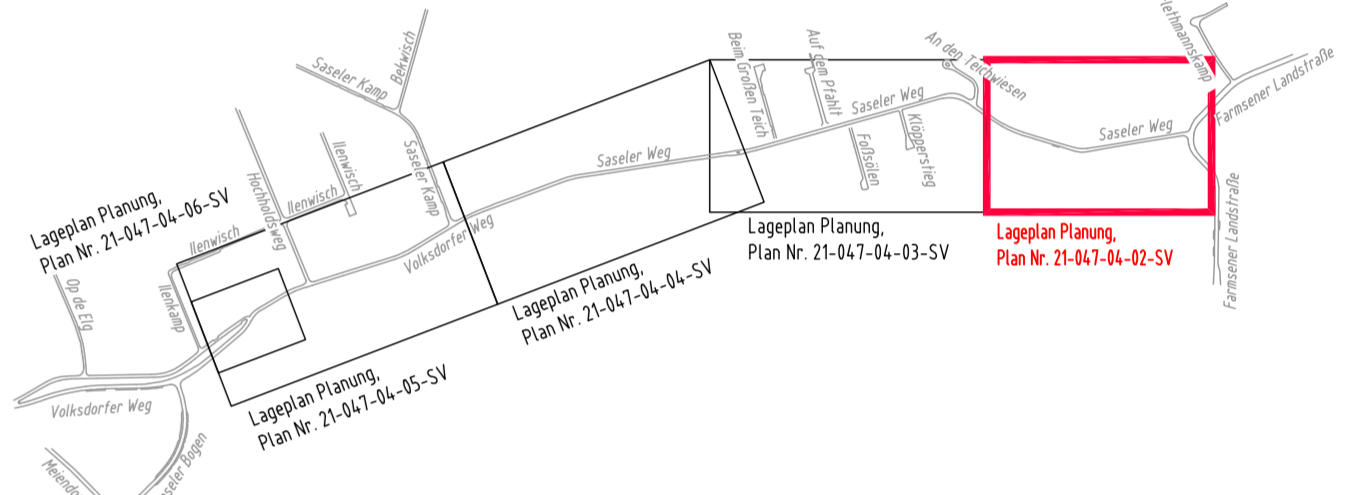 Saseler Kamp
Bekwisch
Beim Großen Teich
Auf dem Pfahlt
An den Teichwiesen
Farmsener Landstraße
Saseler Weg
Saseler Weg
Klöpperstieg
Foßsölen
Saseler Weg
Farmsener Landstraße
Ilenwisch
Saseler Kamp
Hochholdsweg
Ilenwisch
Ilenwisch
Volksdorfer Weg
Ilenkamp
Op de Elg
Volksdorfer Weg
Lageplan Planung,
Plan Nr. 21-047-04-06-SV
Lageplan Planung,
Plan Nr. 21-047-04-05-SV
Lageplan Planung,
Plan Nr. 21-047-04-04-SV
Lageplan Planung,
Plan Nr. 21-047-04-03-SV
Lageplan Planung,
Plan Nr. 21-047-04-02-SV